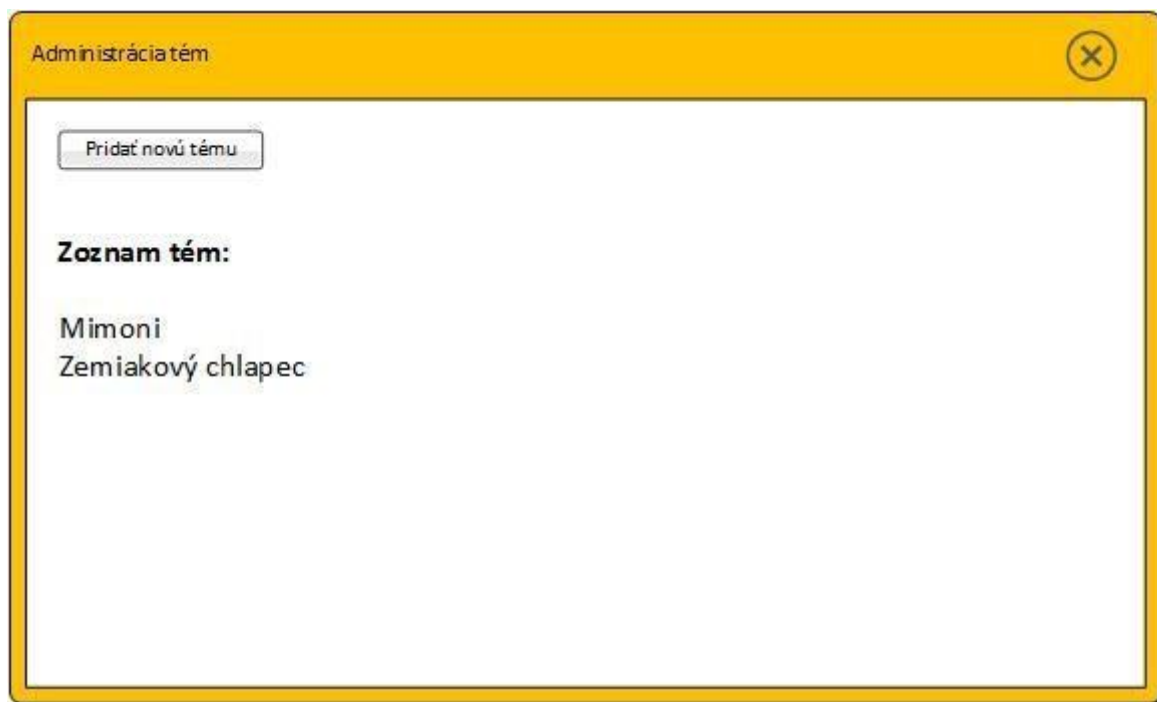 Administrácia tém
Pridať novú tému
Zoznam tém:
Mimoni
Zemiakový chlapec